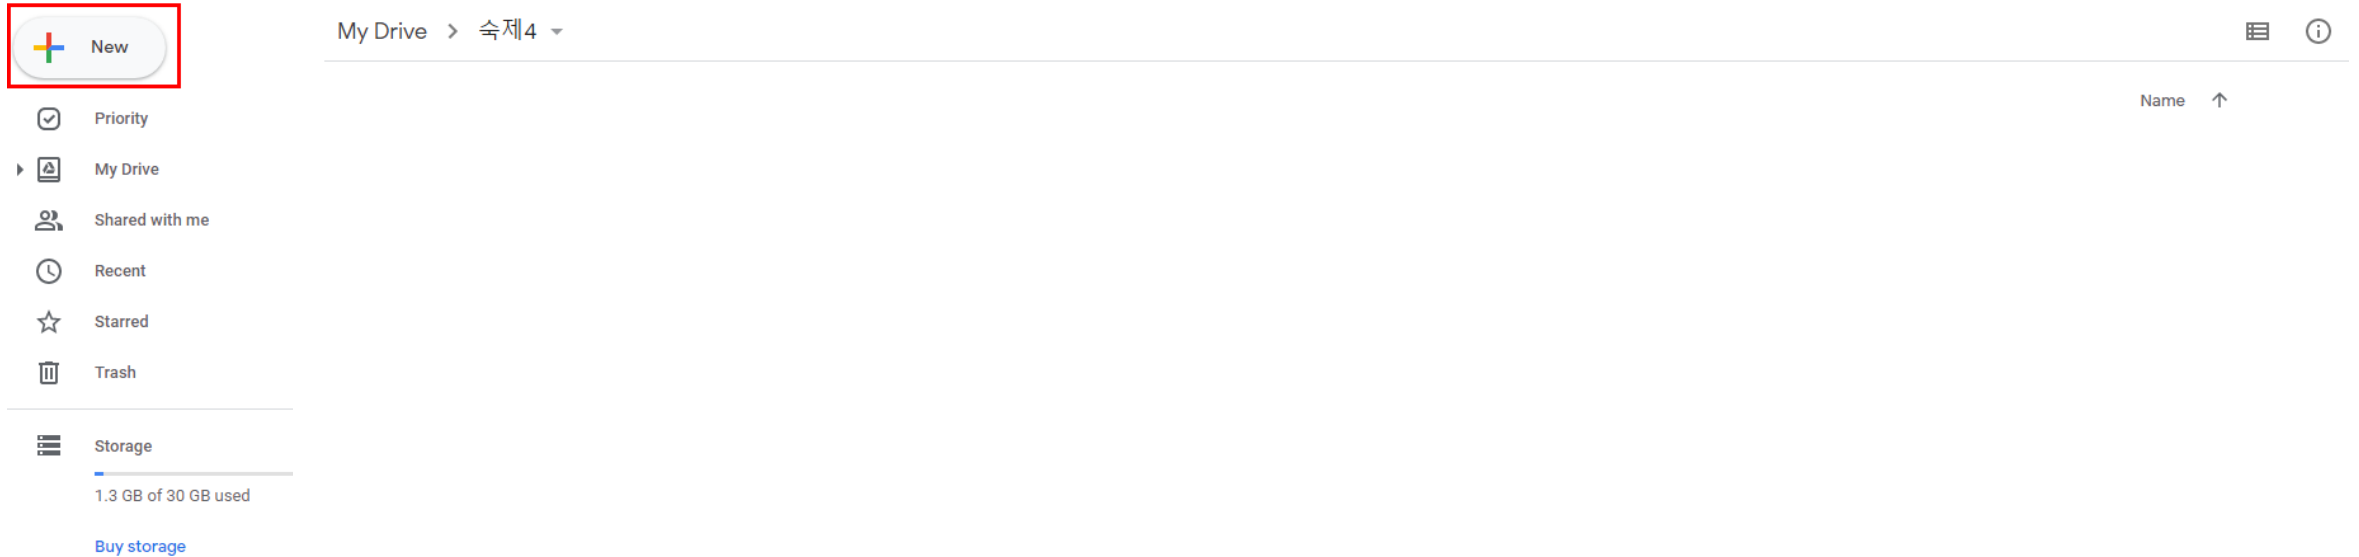 New
My Drive > 숙제4
Name
Priority
My Drive
Shared with me
Recent
Starred
Trash
Storage
1.3 GB of 30 GB used
Buy storage